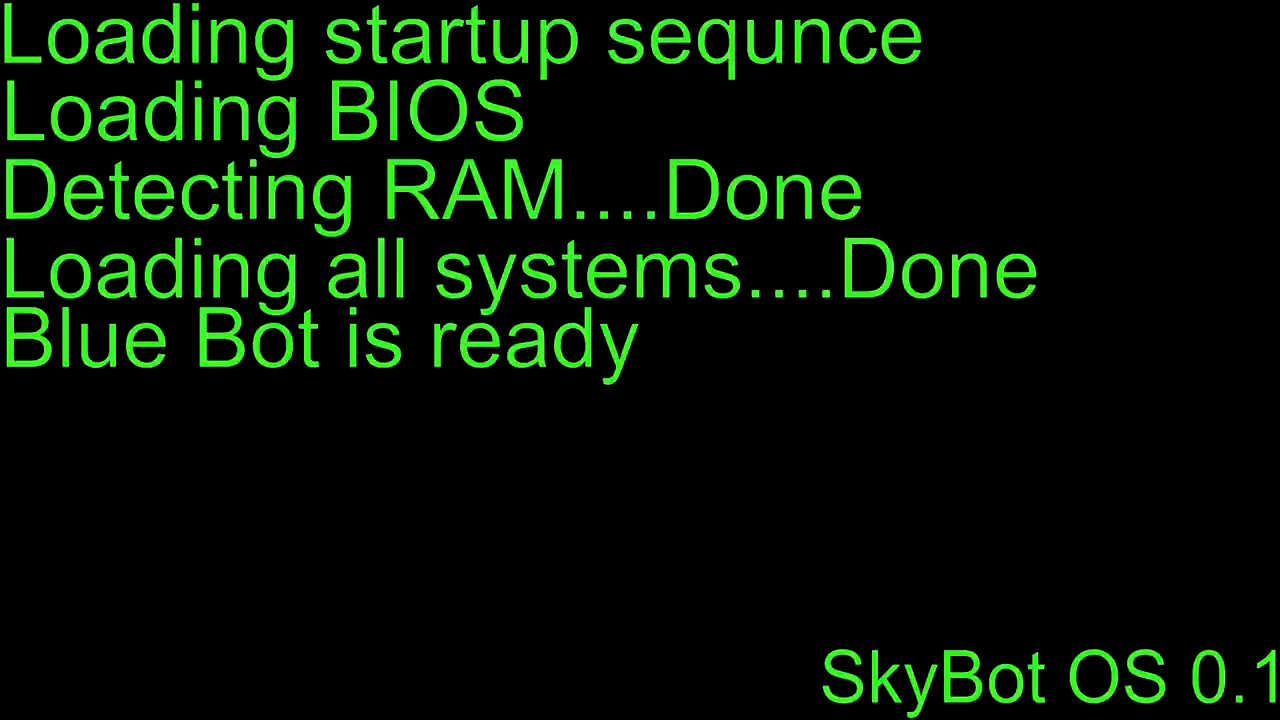 Loading startup sequnce
Loading BIOS
Detecting RAM....Done
Loading all systems....Done
Blue Bot is ready
SkyBot OS 0.1